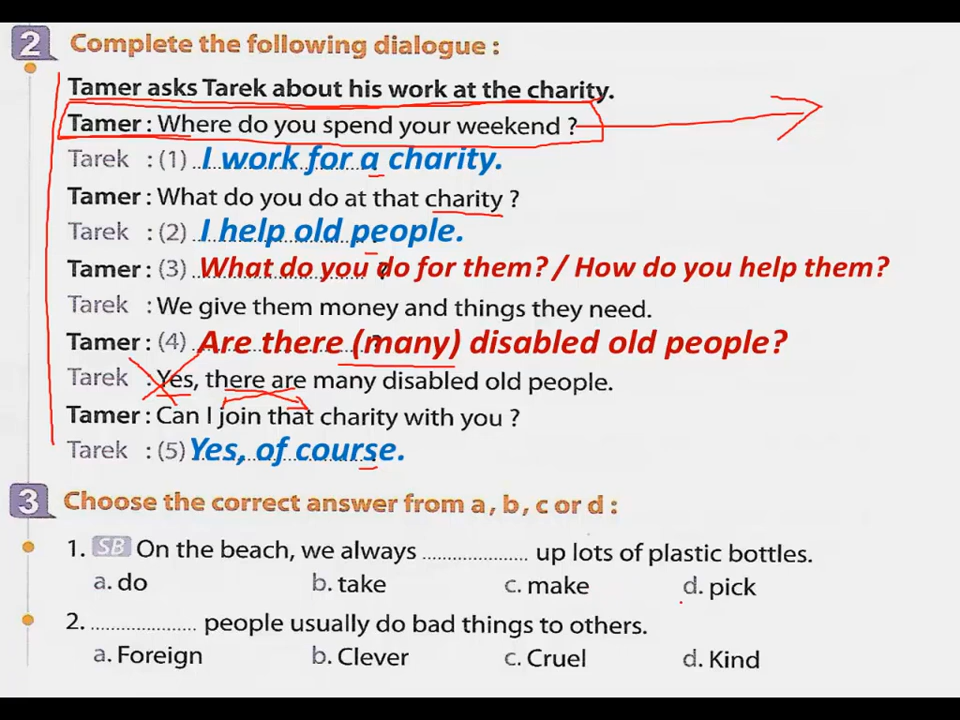 2 Complete the following dialogue :
Tamer asks Tarek about his work at the charity.
Tamer : Where do you spend your weekend ?
Tarek : (1) I work for a charity.
Tamer : What do you do at that charity ?
Tarek : (2) I help old people.
Tamer : (3) What do you do for them? / How do you help them?
Tarek : We give them money and things they need.
Tamer : (4) Are there (many) disabled old people?
Tarek : Yes, there are many disabled old people.
Tamer : Can I join that charity with you ?
Tarek : (5) Yes, of course.
3 Choose the correct answer from a , b , c or d :
1. SB On the beach, we always .................... up lots of plastic bottles.
a. do b. take c. make d. pick
2. .................... people usually do bad things to others.
a. Foreign b. Clever c. Cruel d. Kind